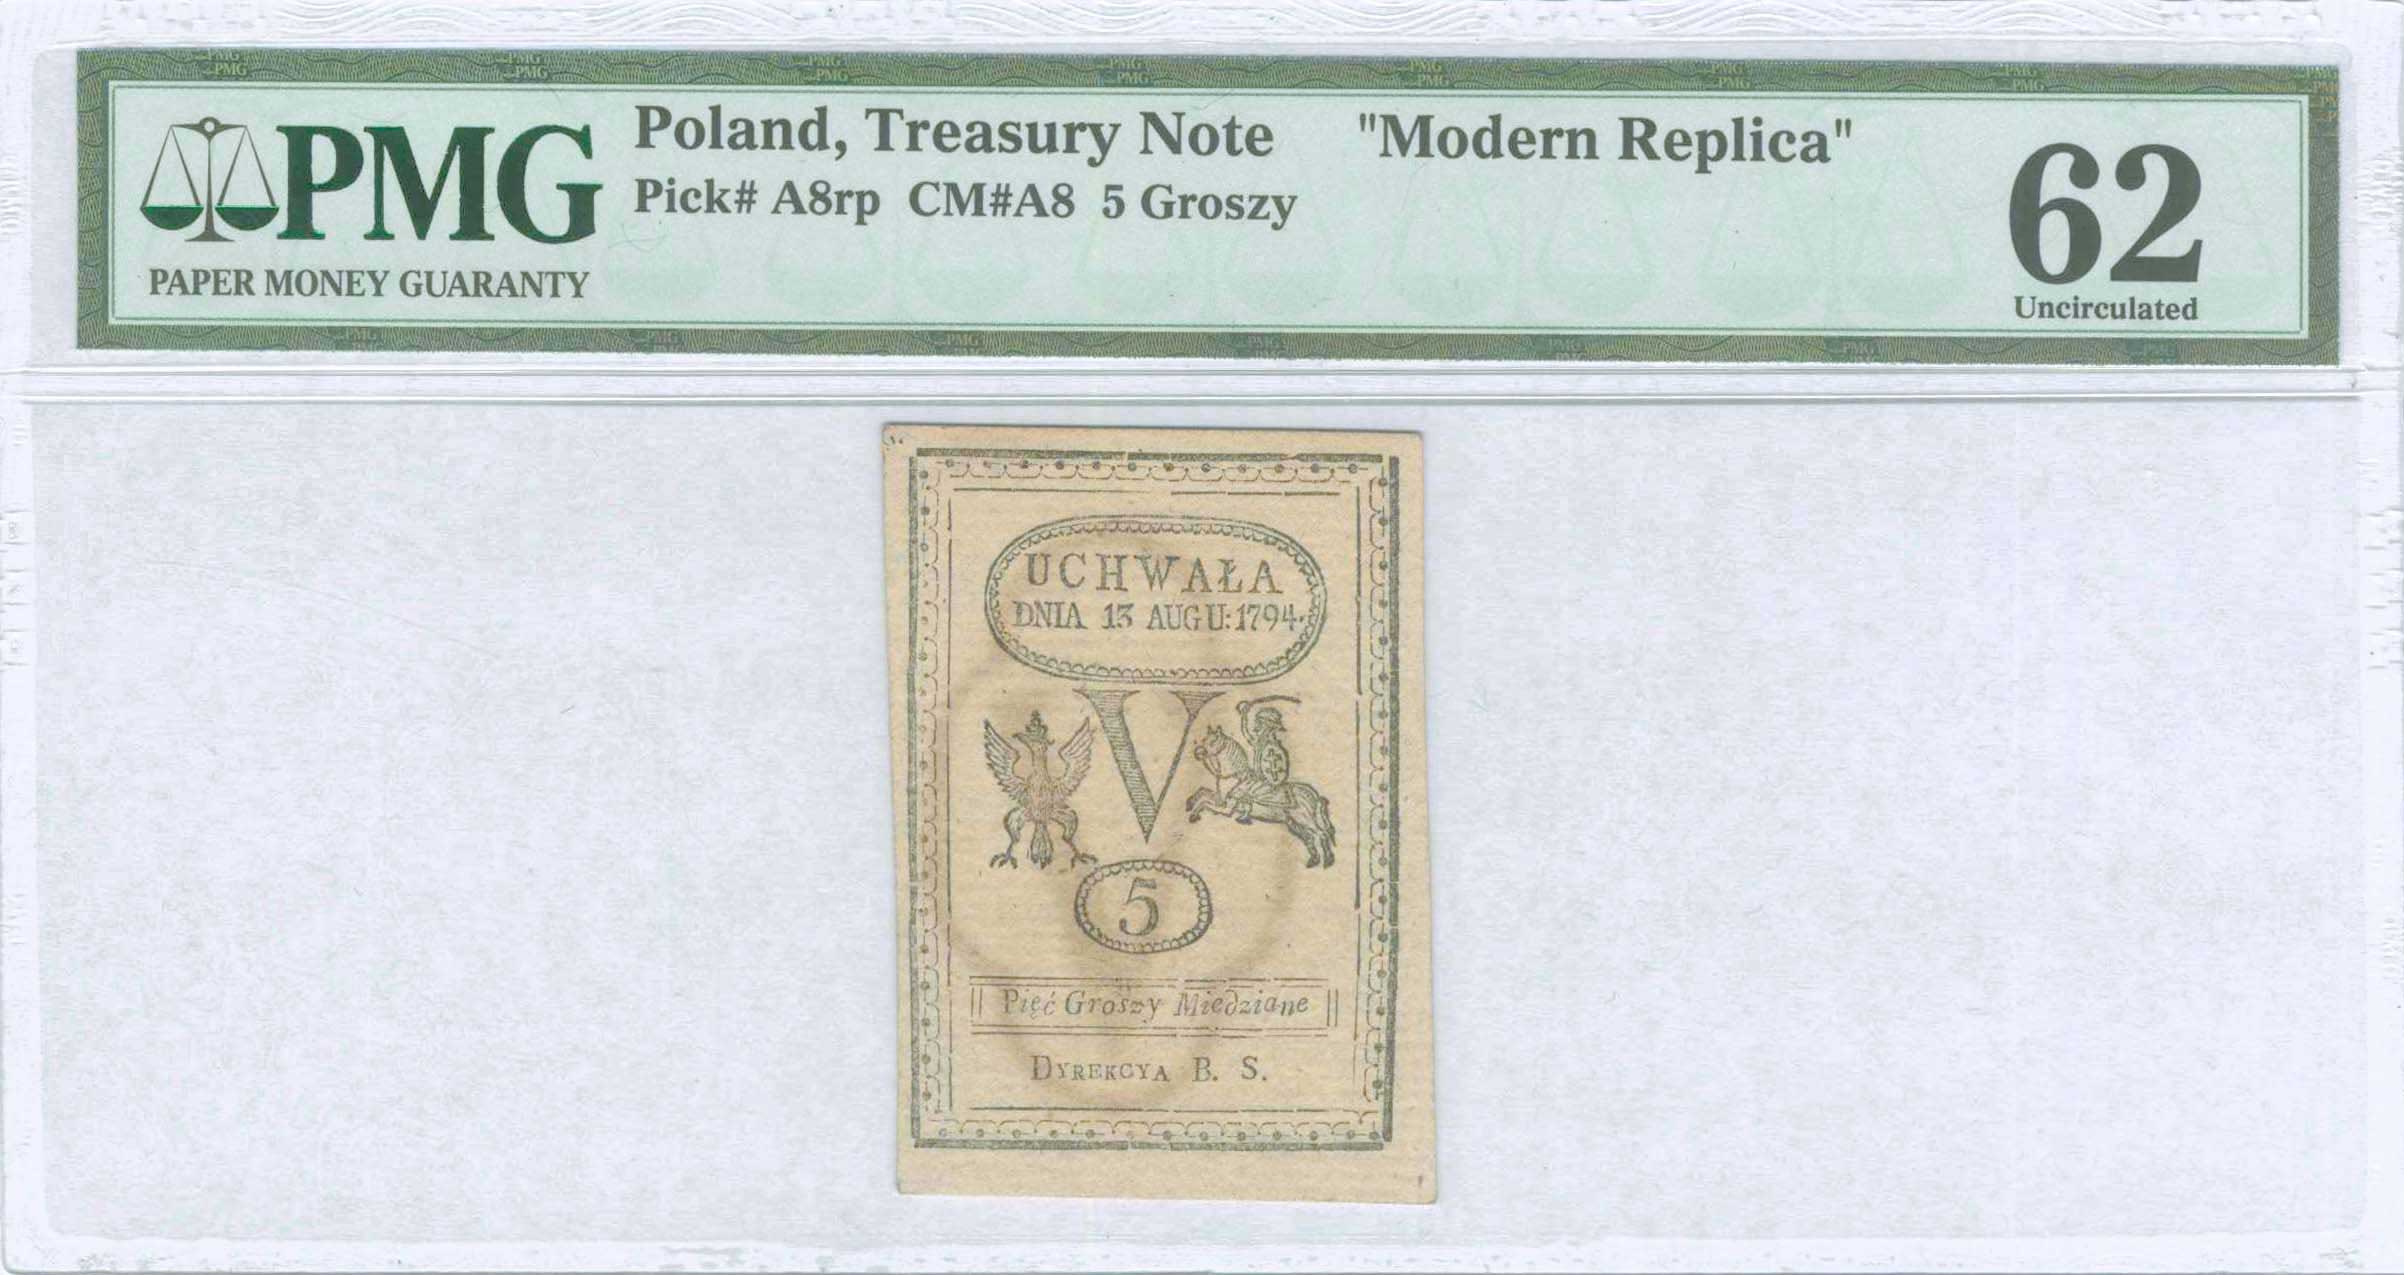 PMG
PAPER MONEY GUARANTY
Poland, Treasury Note "Modern Replica"
Pick# A8rp CM#A8 5 Groszy
62
Uncirculated
UCHWAŁA
DNIA 13 AUGU: 1794.
V
5
Pięć Groszy Miedziane
DYREKCYA B. S.